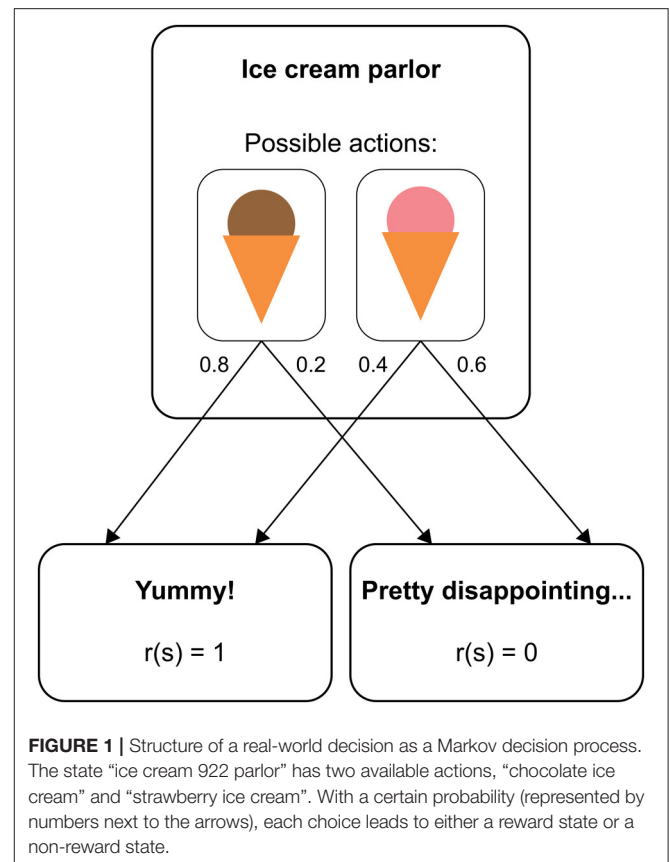 Ice cream parlor
Possible actions:
0.8 0.2 0.4 0.6
Yummy! Pretty disappointing...
r(s) = 1 r(s) = 0
FIGURE 1 | Structure of a real-world decision as a Markov decision process.
The state “ice cream 922 parlor” has two available actions, “chocolate ice
cream” and “strawberry ice cream”. With a certain probability (represented by
numbers next to the arrows), each choice leads to either a reward state or a
non-reward state.